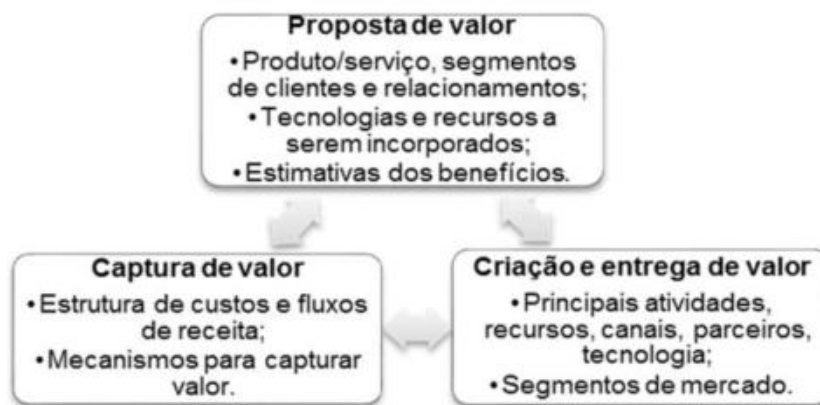 Proposta de valor
•Produto/serviço, segmentos
de clientes e relacionamentos;
•Tecnologias e recursos a
serem incorporados;
•Estimativas dos benefícios.
Captura de valor
•Estrutura de custos e fluxos
de receita;
•Mecanismos para capturar
valor.
Criação e entrega de valor
•Principais atividades,
recursos, canais, parceiros,
tecnologia;
•Segmentos de mercado.